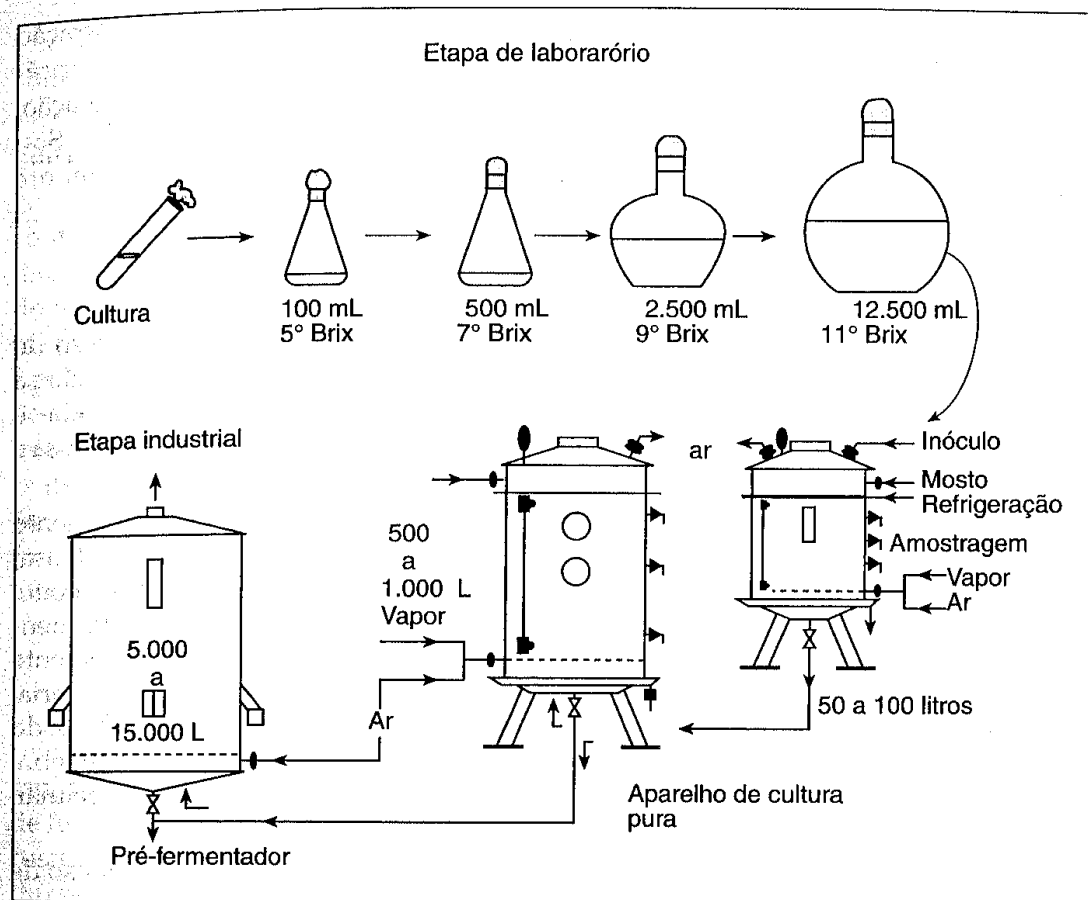 Etapa de laborarório
Cultura
100 mL
5° Brix
500 mL
7° Brix
2.500 mL
9° Brix
12.500 mL
11° Brix
Etapa industrial
5.000
a
15.000 L
Pré-fermentador
500
a
1.000 L
Vapor
Ar
ar
Inóculo
Mosto
Refrigeração
Amostragem
Vapor
Ar
50 a 100 litros
Aparelho de cultura
pura